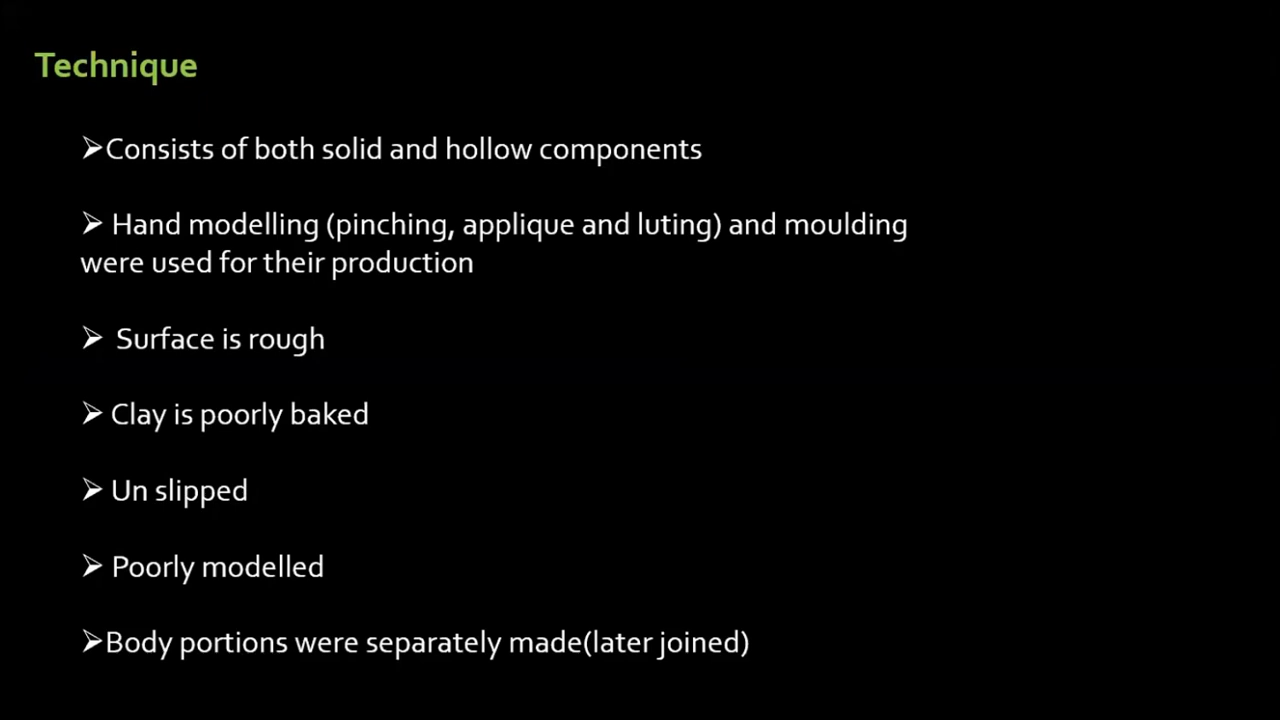 Technique
➢Consists of both solid and hollow components
➢ Hand modelling (pinching, applique and luting) and moulding
were used for their production
➢ Surface is rough
➢ Clay is poorly baked
➢ Un slipped
➢ Poorly modelled
➢Body portions were separately made(later joined)